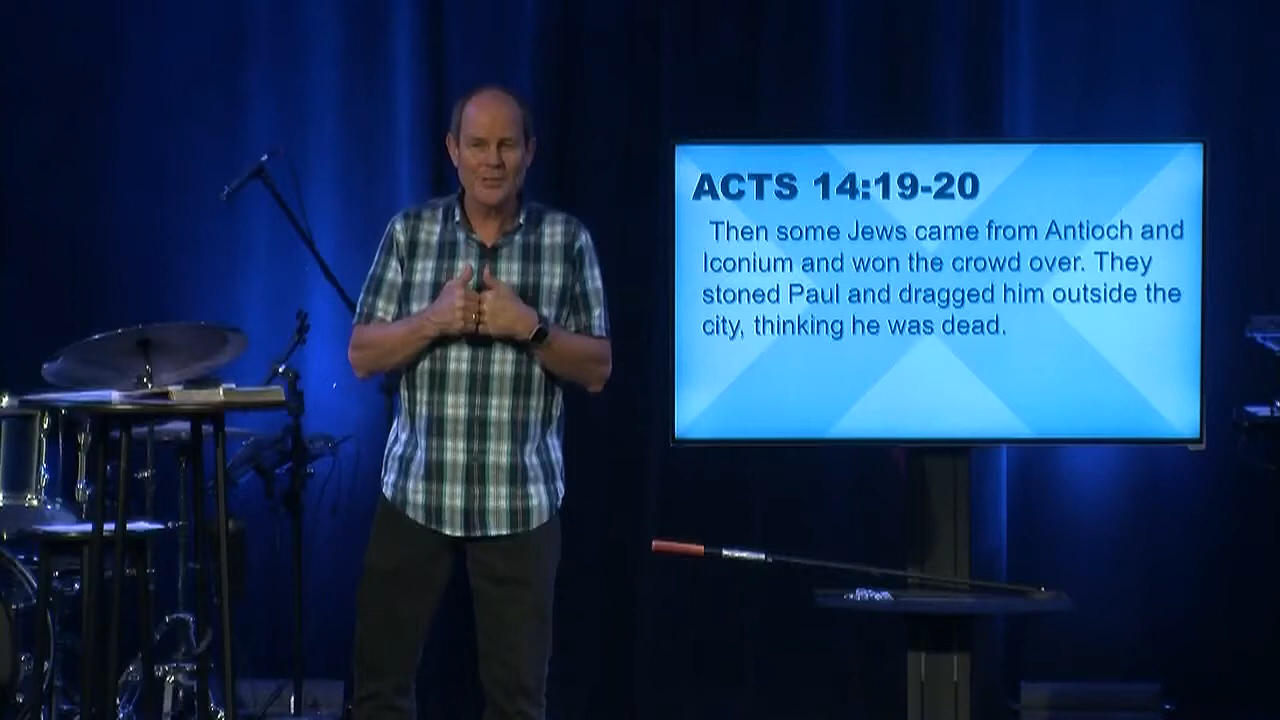 ACTS 14:19-20
Then some Jews came from Antioch and
Iconium and won the crowd over. They
stoned Paul and dragged him outside the
city, thinking he was dead.